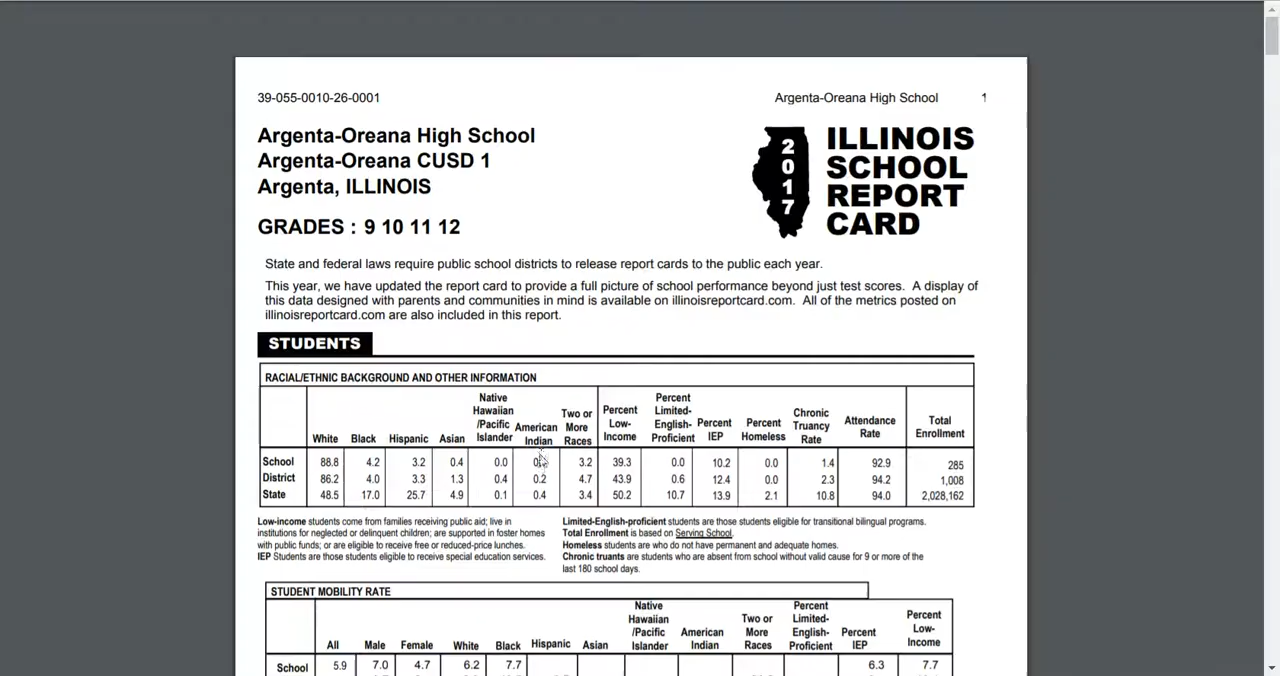 39-055-0010-26-0001
Argenta-Oreana High School 1
Argenta-Oreana High School
Argenta-Oreana CUSD 1
Argenta, ILLINOIS
GRADES : 9 10 11 12
2017
ILLINOIS
SCHOOL
REPORT
CARD
State and federal laws require public school districts to release report cards to the public each year.
This year, we have updated the report card to provide a full picture of school performance beyond just test scores. A display of
this data designed with parents and communities in mind is available on illinoisreportcard.com. All of the metrics posted on
illinoisreportcard.com are also included in this report.
STUDENTS
RACIAL/ETHNIC BACKGROUND AND OTHER INFORMATION
White Black Hispanic Asian Native Hawaiian /Pacific Islander American Indian Two or More Races Percent Low-Income Percent Limited-English-Proficient Percent IEP Percent Homeless Chronic Truancy Rate Attendance Rate Total Enrollment
School 88.8 4.2 3.2 0.4 0.0 3.2 39.3 0.0 10.2 0.0 1.4 92.9 285
District 86.2 4.0 3.3 1.3 0.4 0.2 4.7 43.9 0.6 12.4 0.0 2.3 94.2 1,008
State 48.5 17.0 25.7 4.9 0.1 0.4 3.4 50.2 10.7 13.9 2.1 10.8 94.0 2,028,162
Low-income students come from families receiving public aid; live in
institutions for neglected or delinquent children; are supported in foster homes
with public funds; or are eligible to receive free or reduced-price lunches.
IEP Students are those students eligible to receive special education services.
Limited-English-proficient students are those students eligible for transitional bilingual programs.
Total Enrollment is based on Serving School.
Homeless students are who do not have permanent and adequate homes.
Chronic truants are students who are absent from school without valid cause for 9 or more of the
last 180 school days.
STUDENT MOBILITY RATE
All Male Female White Black Hispanic Asian Native Hawaiian /Pacific Islander American Indian Two or More Races Percent Limited-English-Proficient Percent IEP Percent Low-Income
School 5.9 7.0 4.7 6.2 7.7 6.3 7.7